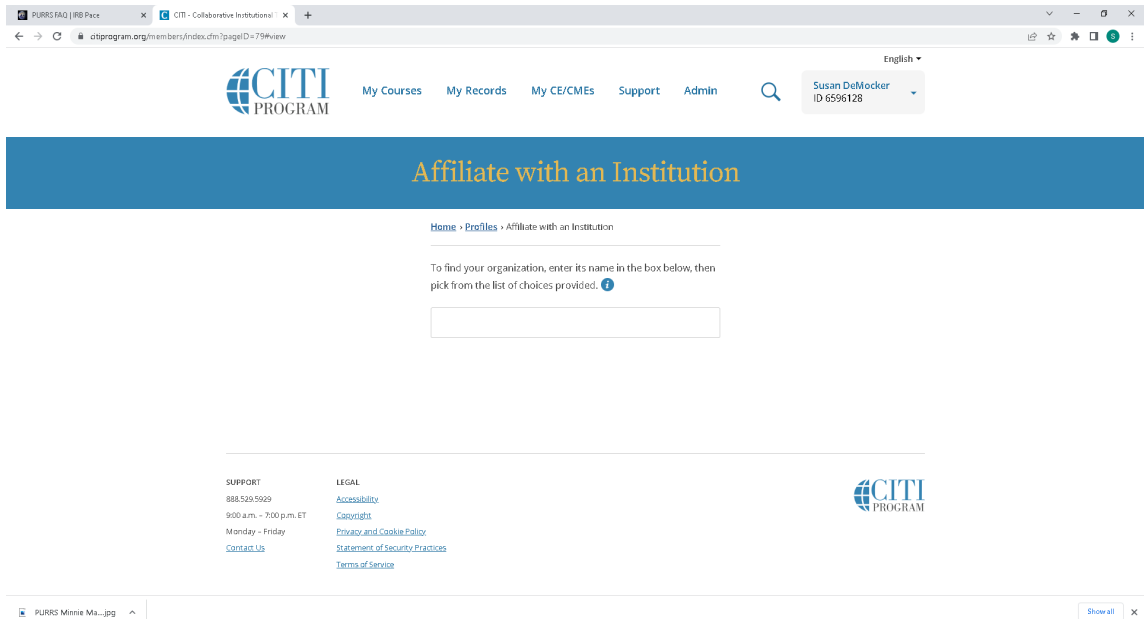 PURRS FAQ | IRB Pace
CITI - Collaborative Institutional T
citiprogram.org/members/index.cfm?pageID=79#view
S
English
CITI
PROGRAM
My Courses
My Records
My CE/CMEs
Support
Admin
Susan DeMocker
ID 6596128
Affiliate with an Institution
Home › Profiles › Affiliate with an Institution
To find your organization, enter its name in the box below, then
pick from the list of choices provided. i
SUPPORT
888.529.5929
9:00 a.m. – 7:00 p.m. ET
Monday – Friday
Contact Us
LEGAL
Accessibility
Copyright
Privacy and Cookie Policy
Statement of Security Practices
Terms of Service
CITI
PROGRAM
PURRS Minnie Ma....jpg
Show all